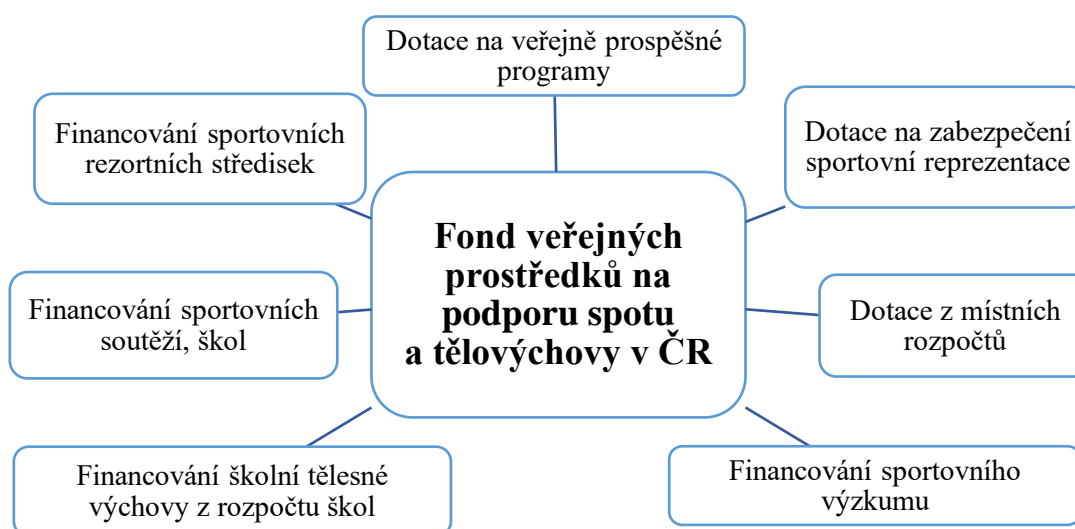 Dotace na veřejně prospěšné
programy
Financování sportovních
rezortních středisek
Dotace na zabezpečení
sportovní reprezentace
Fond veřejných
prostředků na
podporu spotu
a tělovýchovy v ČR
Financování sportovních
soutěží, škol
Dotace z místních
rozpočtů
Financování školní tělesné
výchovy z rozpočtu škol
Financování sportovního
výzkumu